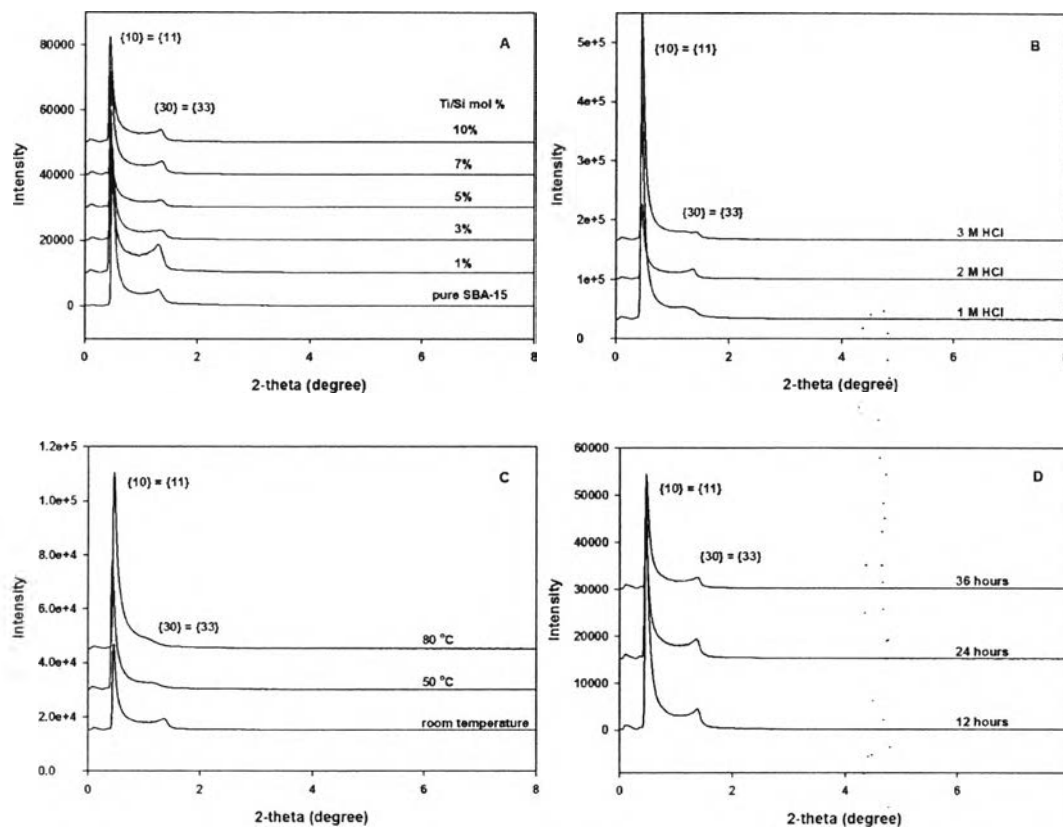 A
{10} = {11}
{30} = {33}
Ti/Si mol %
10%
7%
5%
3%
1%
pure SBA-15
80000
60000
40000
20000
0
Intensity
0 2 4 6 8
2-theta (degree)
B
{10} = {11}
{30} = {33}
3 M HCl
2 M HCl
1 M HCl
5e+5
4e+5
3e+5
2e+5
1e+5
0
Intensity
0 2 4 6
2-theta (degree)
C
{10} = {11}
{30} = {33}
80 °C
50 °C
room temperature
1.2e+5
1.0e+5
8.0e+4
6.0e+4
4.0e+4
2.0e+4
0.0
Intensity
0 2 4 6 8
2-theta (degree)
D
{10} = {11}
{30} = {33}
36 hours
24 hours
12 hours
60000
50000
40000
30000
20000
10000
0
Intensity
0 2 4 6 8
2-theta (degree)